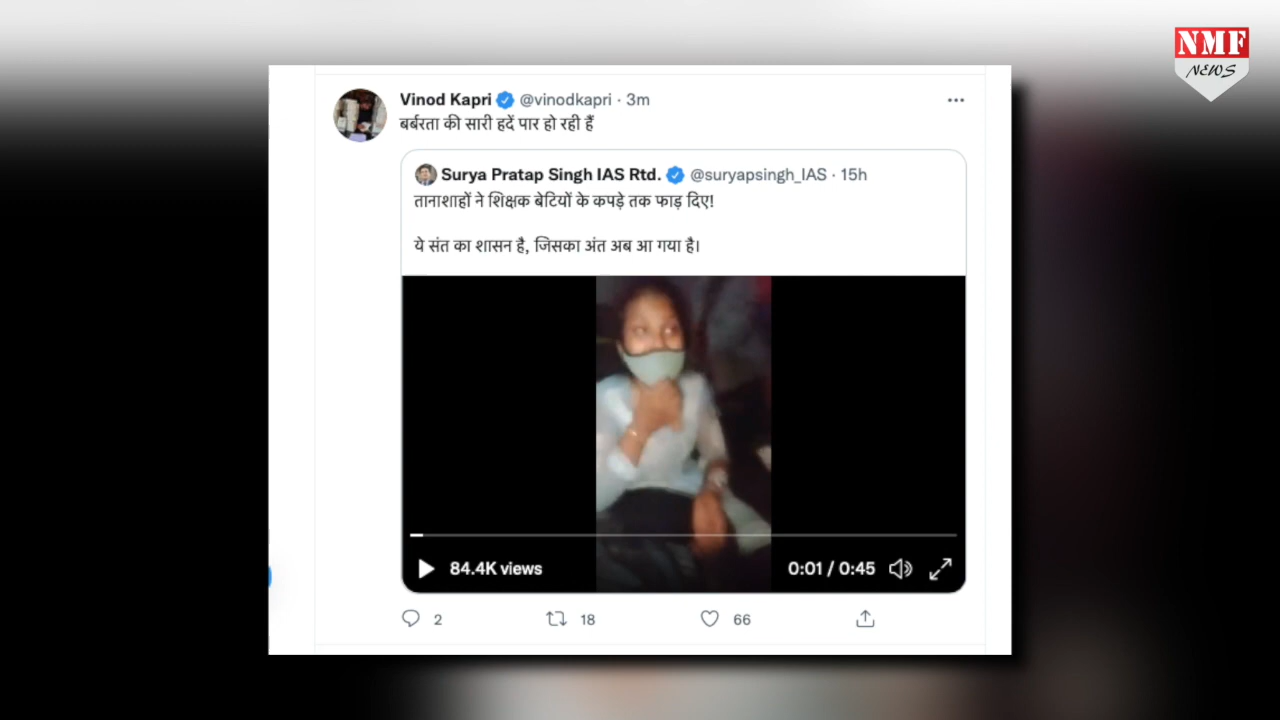 NMF
NEWS
Vinod Kapri @vinodkapri · 3m
बर्बरता की सारी हदें पार हो रही हैं
Surya Pratap Singh IAS Rtd. @suryapsingh_IAS · 15h
तानाशाहों ने शिक्षक बेटियों के कपड़े तक फाड़ दिए!
ये संत का शासन है, जिसका अंत अब आ गया है।
84.4K views 0:01 / 0:45
2 18 66